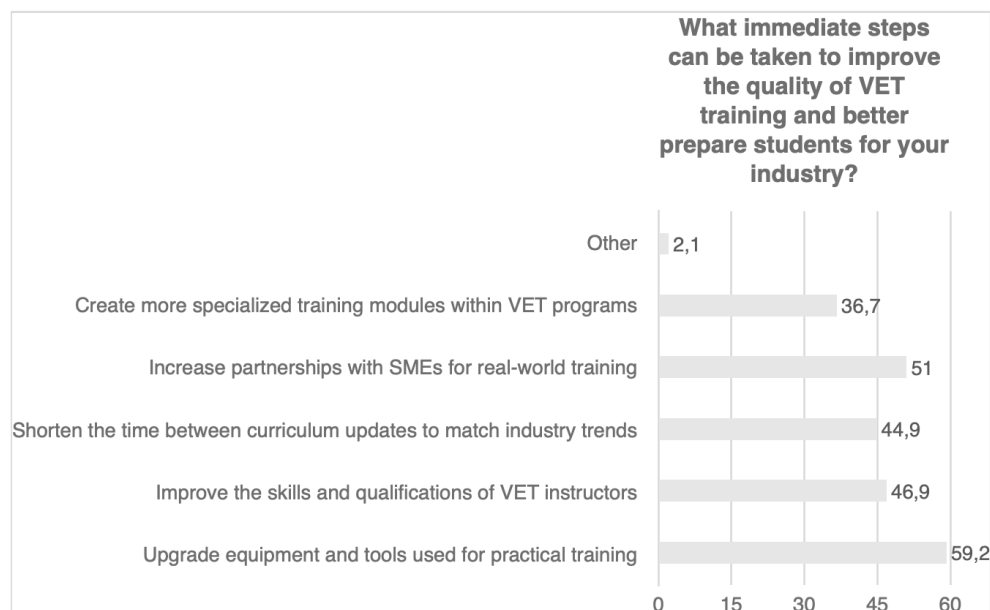 What immediate steps
can be taken to improve
the quality of VET
training and better
prepare students for your
industry?
Other 2,1
Create more specialized training modules within VET programs 36,7
Increase partnerships with SMEs for real-world training 51
Shorten the time between curriculum updates to match industry trends 44,9
Improve the skills and qualifications of VET instructors 46,9
Upgrade equipment and tools used for practical training 59,2
0 15 30 45 60